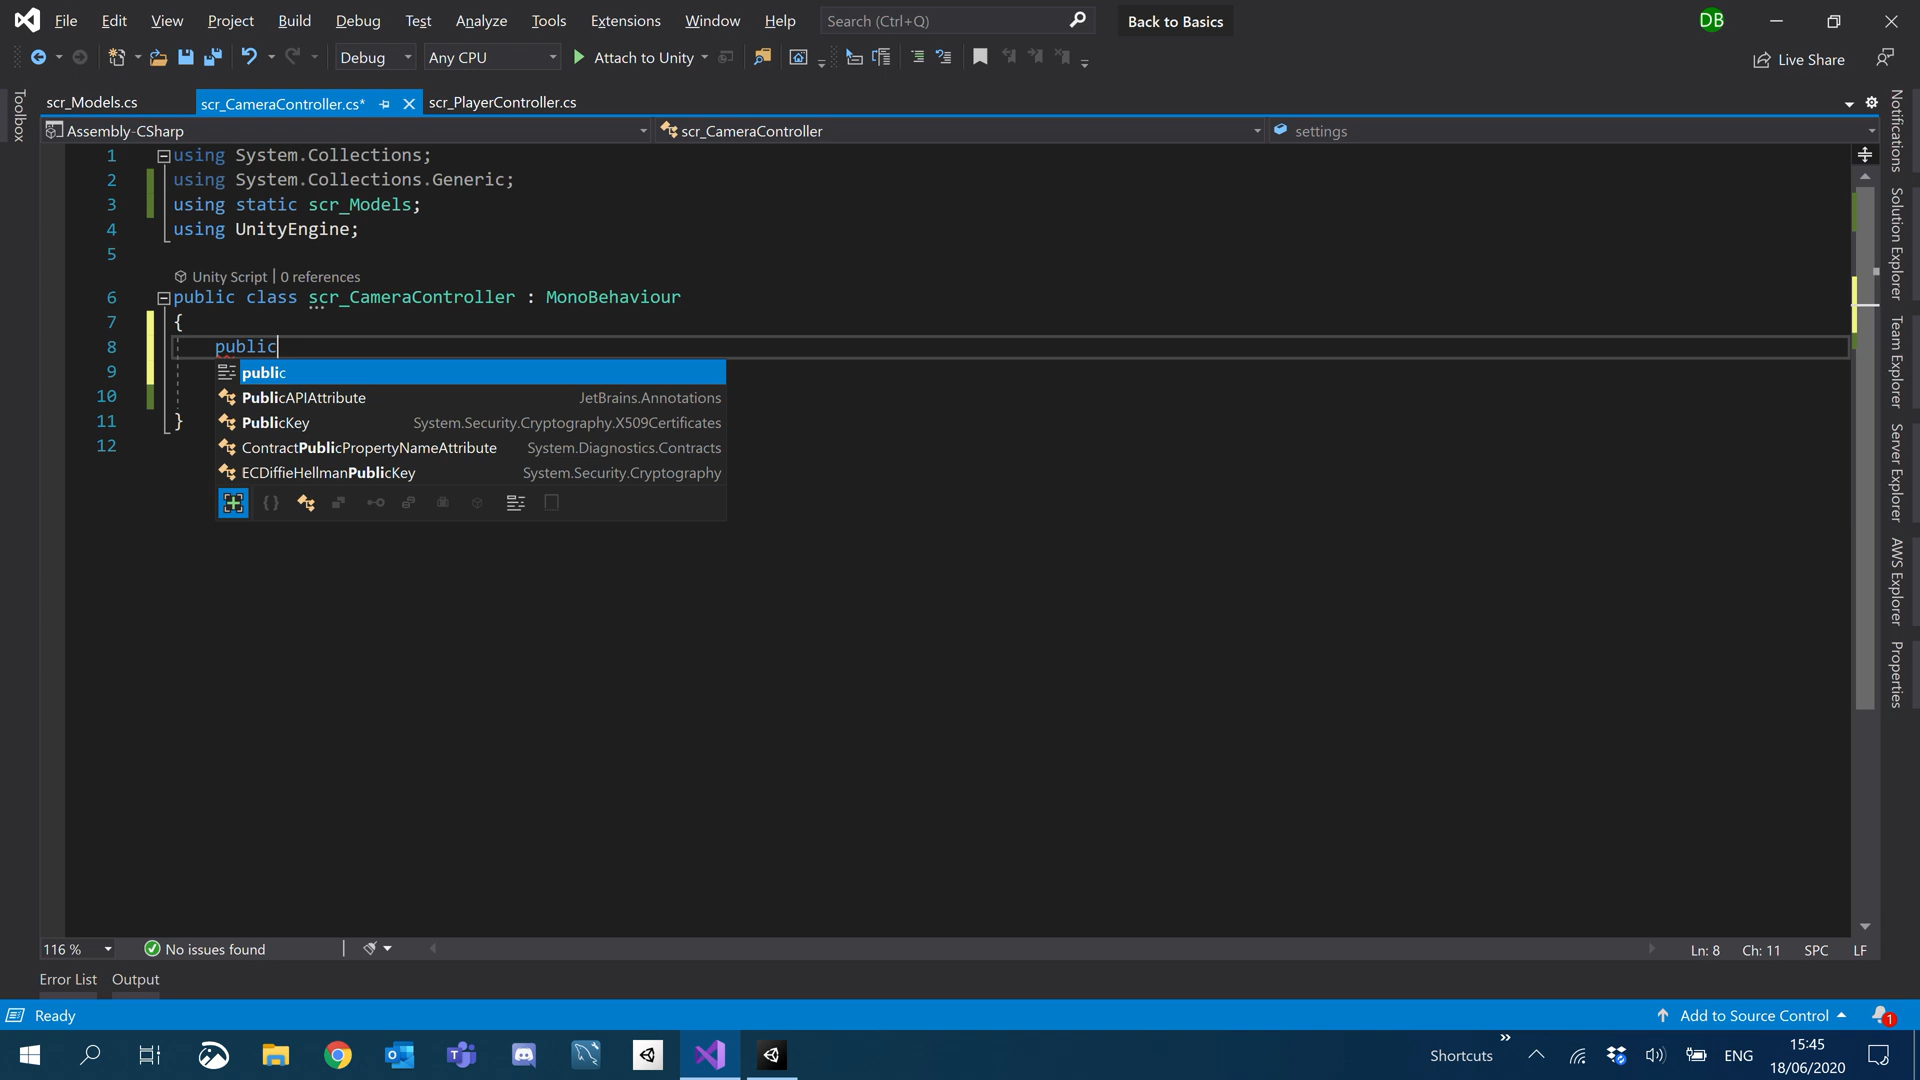 File Edit View Project Build Debug Test Analyze Tools Extensions Window Help Search (Ctrl+Q) Back to Basics DB
Debug Any CPU Attach to Unity Live Share
Toolbox
scr_Models.cs scr_CameraController.cs* scr_PlayerController.cs
Assembly-CSharp scr_CameraController settings
1 using System.Collections;
2 using System.Collections.Generic;
3 using static scr_Models;
4 using UnityEngine;
5
Unity Script | 0 references
6 public class scr_CameraController : MonoBehaviour
7 {
8 public
9 public
10 PublicAPIAttribute JetBrains.Annotations
11 } PublicKey System.Security.Cryptography.X509Certificates
12 ContractPublicPropertyNameAttribute System.Diagnostics.Contracts
ECDiffieHellmanPublicKey System.Security.Cryptography
{}
Notifications
Solution Explorer
Team Explorer
Server Explorer
AWS Explorer
Properties
116 % No issues found Ln: 8 Ch: 11 SPC LF
Error List Output
Ready Add to Source Control 1
Shortcuts » ENG 15:45
18/06/2020